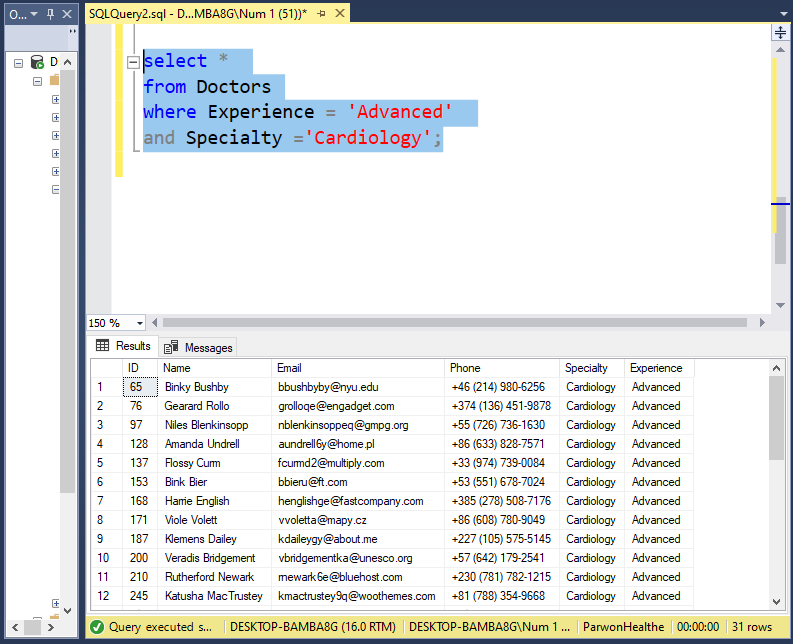 O...
SQLQuery2.sql - D...MBA8G\Num 1 (51))*
D
select *
from Doctors
where Experience = 'Advanced'
and Specialty ='Cardiology';
150 %
Results Messages
ID Name Email Phone Specialty Experience
1 65 Binky Bushby bbushbyby@nyu.edu +46 (214) 980-6256 Cardiology Advanced
2 76 Gearard Rollo grolloqe@engadget.com +374 (136) 451-9878 Cardiology Advanced
3 97 Niles Blenkinsopp nblenkinsoppeq@gmpg.org +55 (726) 736-1630 Cardiology Advanced
4 128 Amanda Undrell aundrell6y@home.pl +86 (633) 828-7571 Cardiology Advanced
5 137 Flossy Curm fcurmd2@multiply.com +33 (974) 739-0084 Cardiology Advanced
6 153 Bink Bier bbieru@ft.com +53 (551) 678-7024 Cardiology Advanced
7 168 Harrie English henglishge@fastcompany.com +385 (278) 508-7176 Cardiology Advanced
8 171 Viole Volett vvoletta@mapy.cz +86 (608) 780-9049 Cardiology Advanced
9 187 Klemens Dailey kdaileygy@about.me +227 (105) 575-5145 Cardiology Advanced
10 200 Veradis Bridgement vbridgementka@unesco.org +57 (642) 179-2541 Cardiology Advanced
11 210 Rutherford Newark rnewark6e@bluehost.com +230 (781) 782-1215 Cardiology Advanced
12 245 Katusha MacTrustey kmactrustey9q@woothemes.com +81 (788) 354-9668 Cardiology Advanced
Query executed s... DESKTOP-BAMBA8G (16.0 RTM) DESKTOP-BAMBA8G\Num 1 ... ParwonHealthe 00:00:00 31 rows